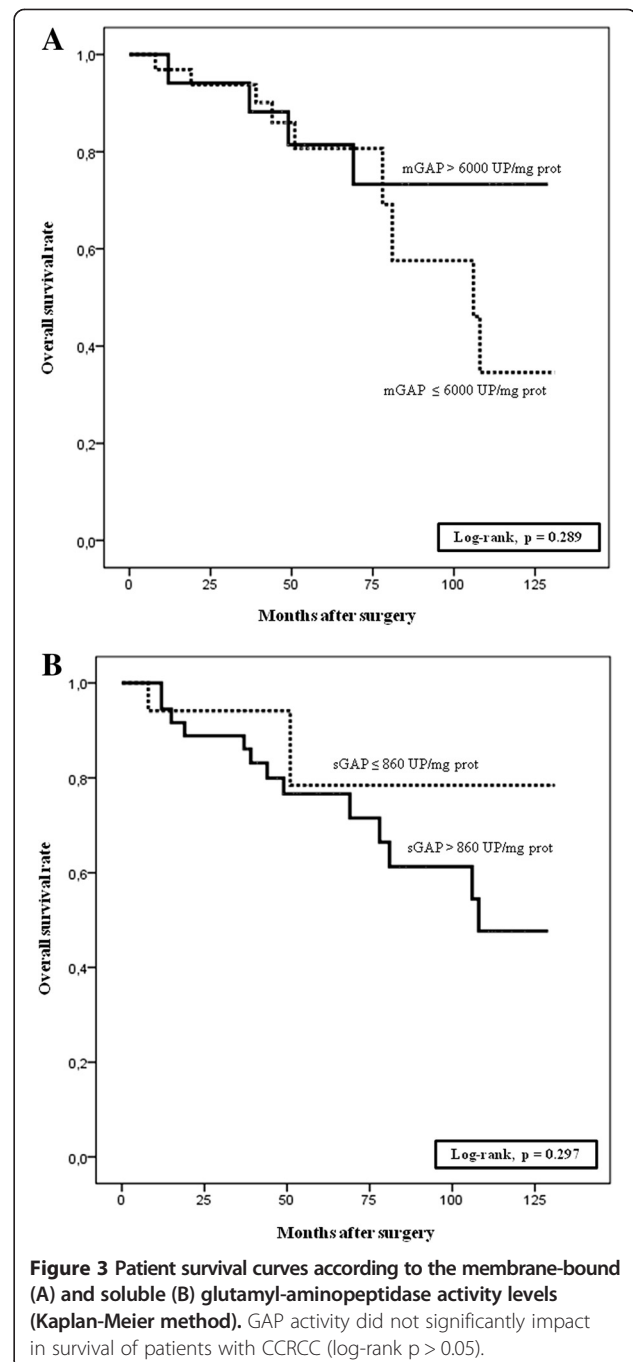 A
1,0
0,8
0,6
0,4
0,2
0,0
Overall survival rate
mGAP > 6000 UP/mg prot
mGAP ≤ 6000 UP/mg prot
Log-rank, p = 0.289
0 25 50 75 100 125
Months after surgery
B
1,0
0,8
0,6
0,4
0,2
0,0
Overall survival rate
sGAP ≤ 860 UP/mg prot
sGAP > 860 UP/mg prot
Log-rank, p = 0.297
0 25 50 75 100 125
Months after surgery
Figure 3 Patient survival curves according to the membrane-bound
(A) and soluble (B) glutamyl-aminopeptidase activity levels
(Kaplan-Meier method). GAP activity did not significantly impact
in survival of patients with CCRCC (log-rank p > 0.05).